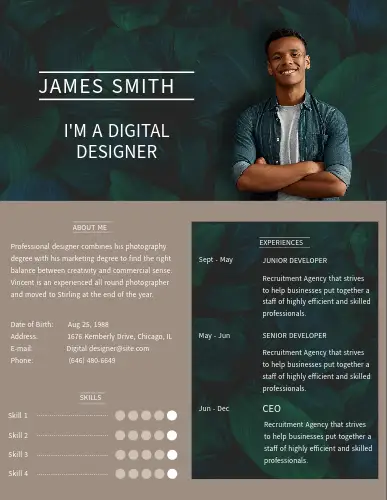 JAMES SMITH
I'M A DIGITAL
DESIGNER
ABOUT ME
Professional designer combines his photography
degree with his marketing degree to find the right
balance between creativity and commercial sense.
Vincent is an experienced all round photographer
and moved to Stirling at the end of the year.
Date of Birth: Aug 25, 1988
Address: 1676 Kemberly Drive, Chicago, IL
E-mail: Digital designer@site.com
Phone: (646) 480-6649
SKILLS
Skill 1
Skill 2
Skill 3
Skill 4
EXPERIENCES
Sept - May JUNIOR DEVELOPER
Recruitment Agency that strives
to help businesses put together a
staff of highly efficient and skilled
professionals.
May - Jun SENIOR DEVELOPER
Recruitment Agency that strives
to help businesses put together a
staff of highly efficient and skilled
professionals.
Jun - Dec CEO
Recruitment Agency that strives
to help businesses put together a
staff of highly efficient and skilled
professionals.